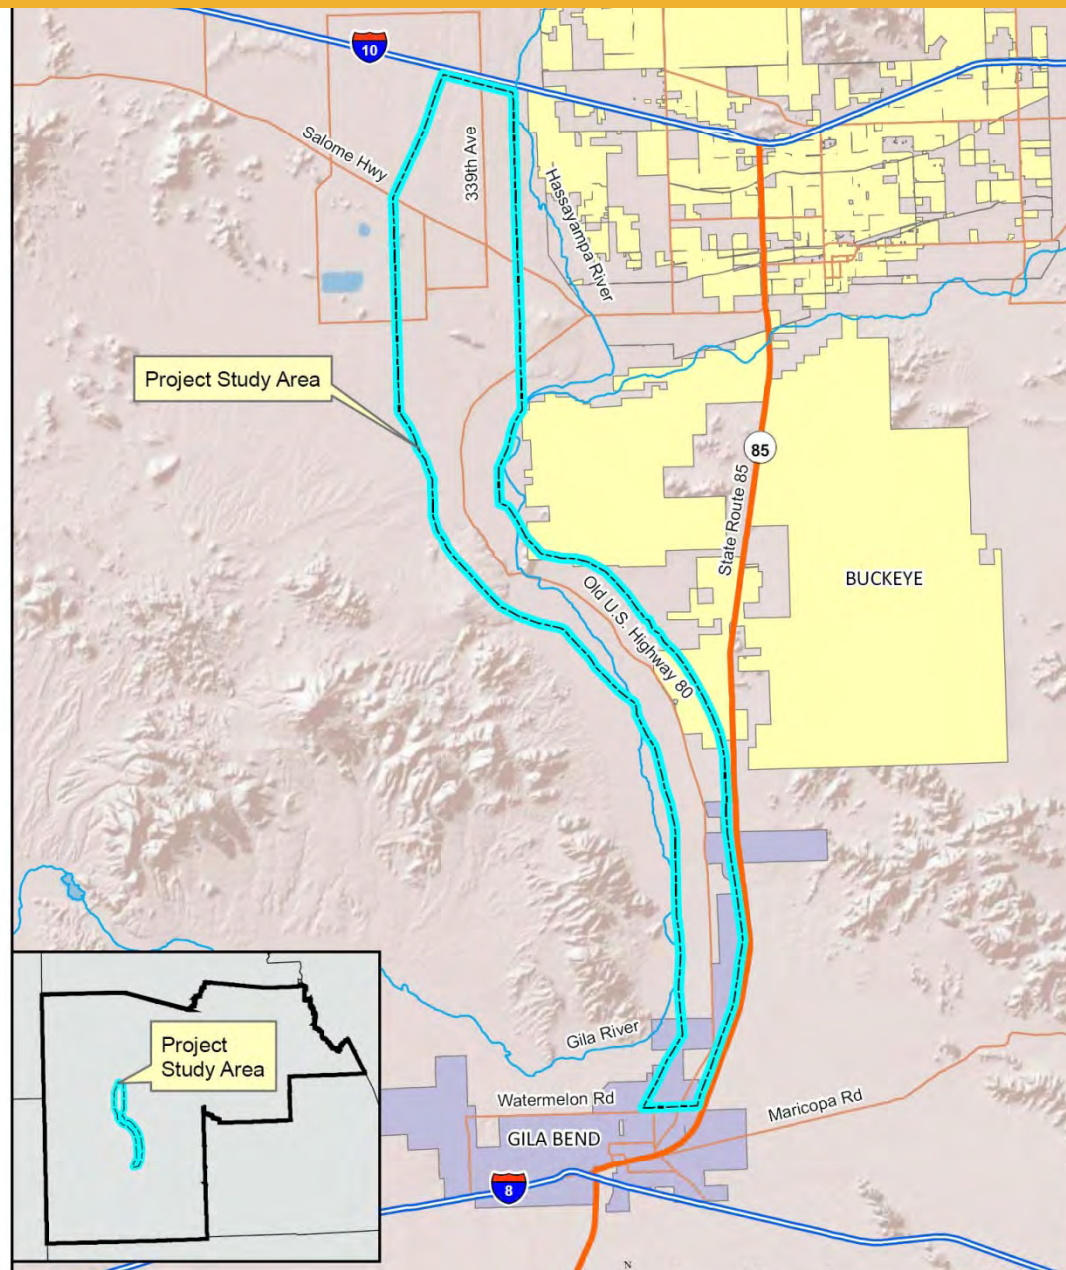 10
Salome Hwy
339th Ave
Hassayampa River
Project Study Area
85
State Route 85
BUCKEYE
Old U.S. Highway 80
Project
Study Area
Gila River
Watermelon Rd
Maricopa Rd
GILA BEND
8
N